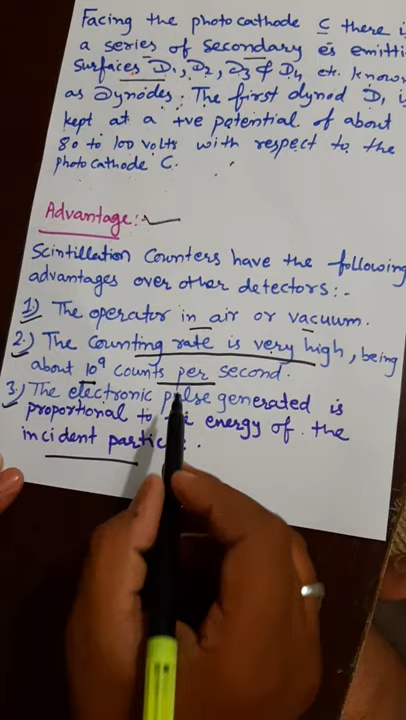 Facing the photocathode C there i
a series of secondary es emitti
surfaces D1, D2, D3 & D4 etc. know
as Dynodes. The first dynod D1 i
kept at a +ve potential of about
80 to 100 volts with respect to the
photocathode C.
Advantage:-
Scintillation Counters have the following
advantages over other detectors:-
1) The operator in air or vacuum.
2) The Counting rate is very high, being
about 10⁹ counts per second.
3) The electronic pulse generated is
proportional to energy of the
incident partic